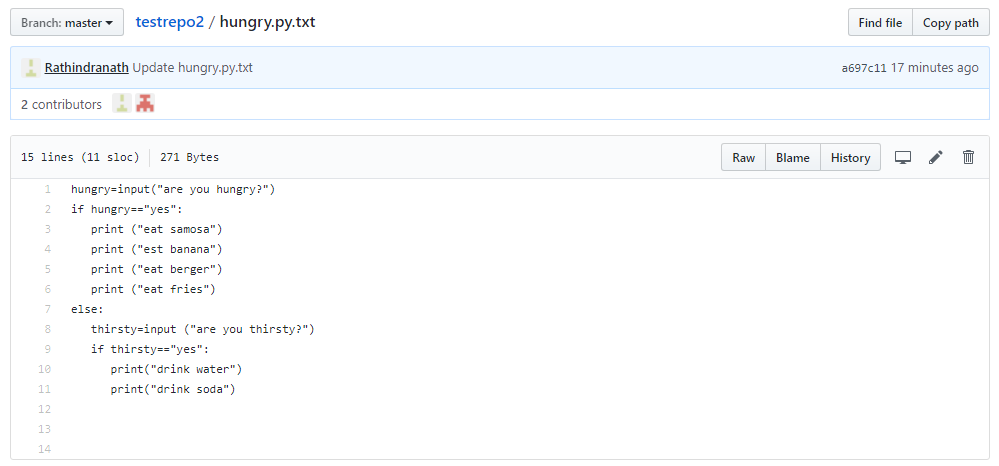 Branch: master
testrepo2 / hungry.py.txt
Find file
Copy path
Rathindranath Update hungry.py.txt
a697c11 17 minutes ago
2 contributors
15 lines (11 sloc) 271 Bytes
Raw
Blame
History
1 hungry=input("are you hungry?")
2 if hungry=="yes":
3    print ("eat samosa")
4    print ("est banana")
5    print ("eat berger")
6    print ("eat fries")
7 else:
8    thirsty=input ("are you thirsty?")
9    if thirsty=="yes":
10       print("drink water")
11       print("drink soda")
12
13
14